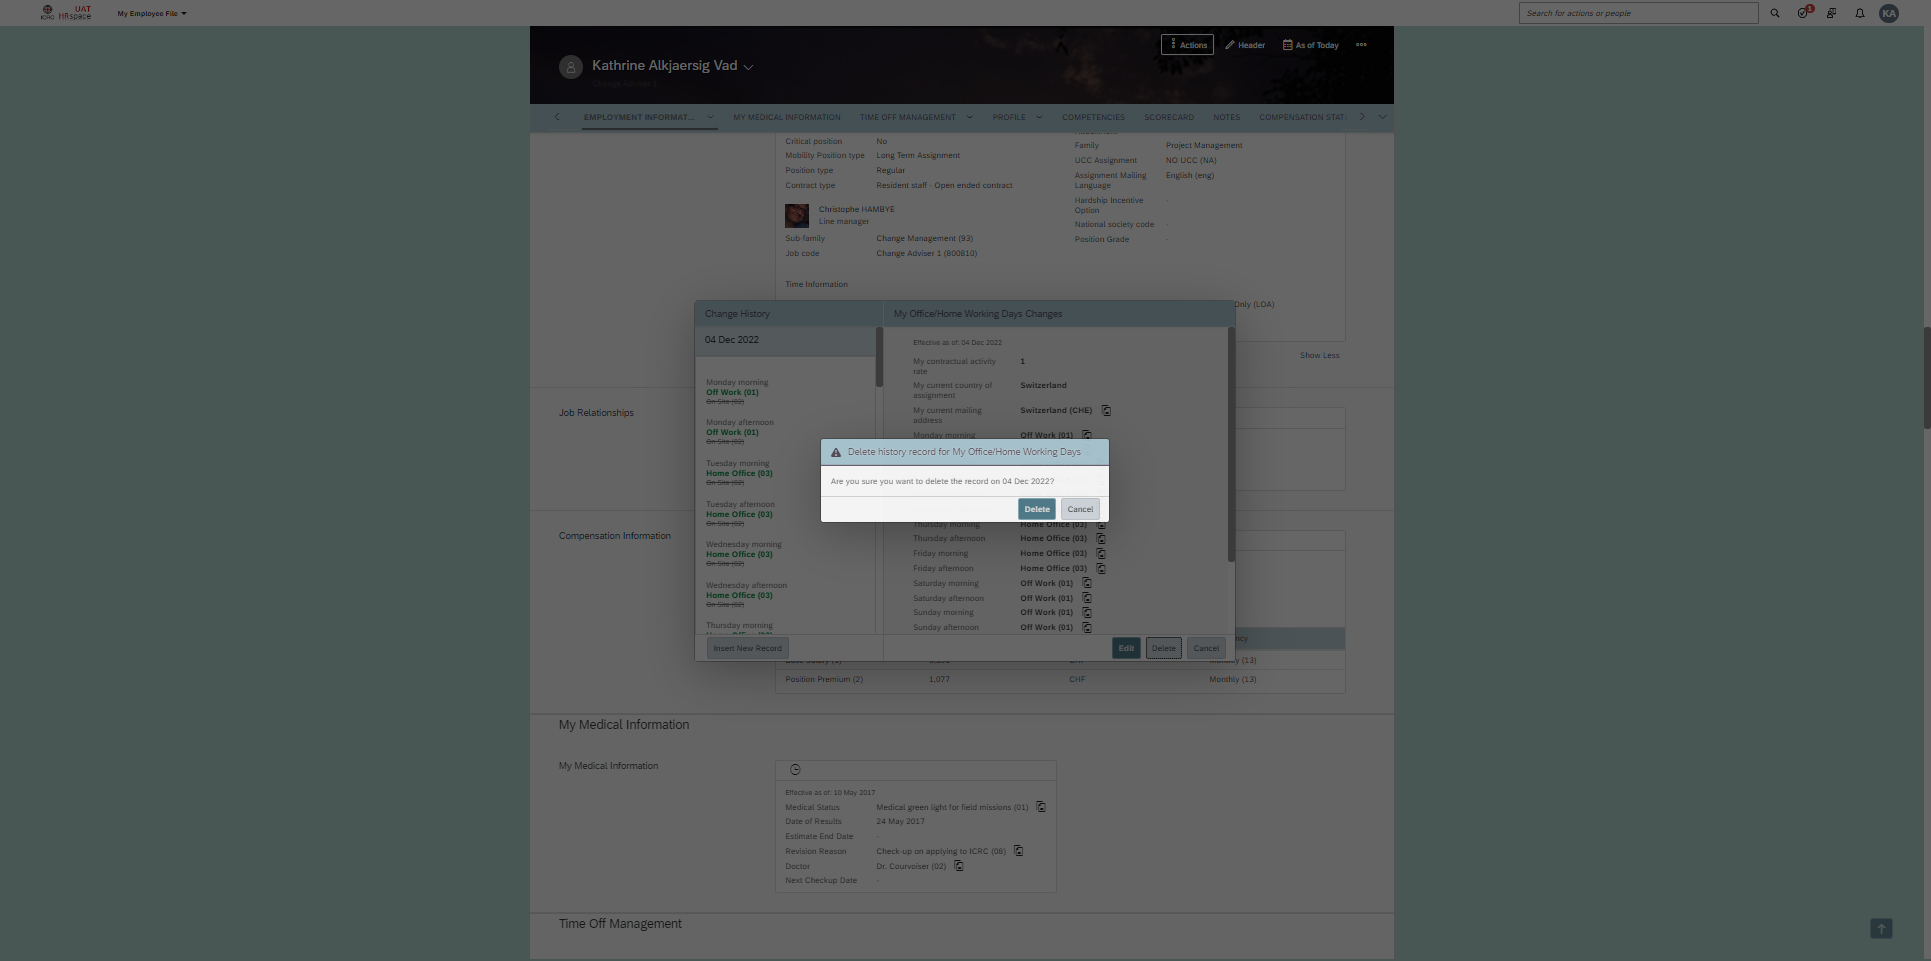 UAT
ICRC HRspace
My Employee File
Search for actions or people
1
KA
Actions
Header
As of Today
Kathrine Alkjaersig Vad
Change Adviser 1
EMPLOYMENT INFORMAT...
MY MEDICAL INFORMATION
TIME OFF MANAGEMENT
PROFILE
COMPETENCIES
SCORECARD
NOTES
COMPENSATION STAT
Critical position No
Mobility Position type Long Term Assignment
Position type Regular
Contract type Resident staff - Open ended contract
Christophe HAMBYE
Line manager
Sub-family Change Management (93)
Job code Change Adviser 1 (800810)
Time Information
Family Project Management
UCC Assignment NO UCC (NA)
Assignment Mailing English (eng)
Language
Hardship Incentive -
Option
National society code -
Position Grade -
Only (LOA)
Show Less
Change History
04 Dec 2022
Monday morning
Off Work (01)
On Site (02)
Monday afternoon
Off Work (01)
On Site (02)
Tuesday morning
Home Office (03)
On Site (02)
Tuesday afternoon
Home Office (03)
On Site (02)
Wednesday morning
Home Office (03)
On Site (02)
Wednesday afternoon
Home Office (03)
On Site (02)
Thursday morning
Insert New Record
My Office/Home Working Days Changes
Effective as of: 04 Dec 2022
My contractual activity 1
rate
My current country of Switzerland
assignment
My current mailing Switzerland (CHE)
address
Monday morning Off Work (01)
Delete history record for My Office/Home Working Days
Are you sure you want to delete the record on 04 Dec 2022?
Delete
Cancel
Thursday morning Home Office (03)
Thursday afternoon Home Office (03)
Friday morning Home Office (03)
Friday afternoon Home Office (03)
Saturday morning Off Work (01)
Saturday afternoon Off Work (01)
Sunday morning Off Work (01)
Sunday afternoon Off Work (01)
Edit
Delete
Cancel
Job Relationships
Compensation Information
ncy
Monthly (13)
Position Premium (2) 1,077 CHF Monthly (13)
My Medical Information
My Medical Information
Effective as of: 10 May 2017
Medical Status Medical green light for field missions (01)
Date of Results 24 May 2017
Estimate End Date -
Revision Reason Check-up on applying to ICRC (08)
Doctor Dr. Courvoiser (02)
Next Checkup Date -
Time Off Management